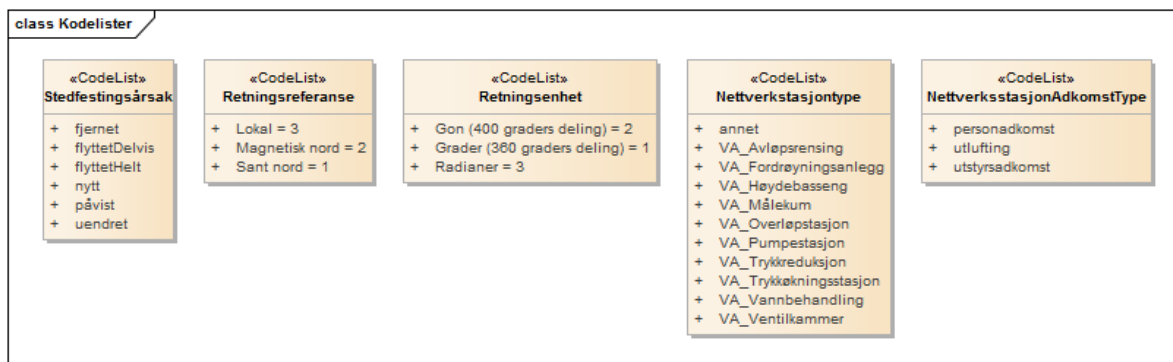 class Kodelister
«CodeList»
Stedfestingsårsak
+ fjernet
+ flyttetDelvis
+ flyttetHelt
+ nytt
+ påvist
+ uendret
«CodeList»
Retningsreferanse
+ Lokal = 3
+ Magnetisk nord = 2
+ Sant nord = 1
«CodeList»
Retningsenhet
+ Gon (400 graders deling) = 2
+ Grader (360 graders deling) = 1
+ Radianer = 3
«CodeList»
Nettverkstasjontype
+ annet
+ VA_Avløpsrensing
+ VA_Fordrøyningsanlegg
+ VA_Høydebasseng
+ VA_Målekum
+ VA_Overløpstasjon
+ VA_Pumpestasjon
+ VA_Trykkreduksjon
+ VA_Trykkøkningsstasjon
+ VA_Vannbehandling
+ VA_Ventilkammer
«CodeList»
NettverksstasjonAdkomstType
+ personadkomst
+ utlufting
+ utstyrsadkomst